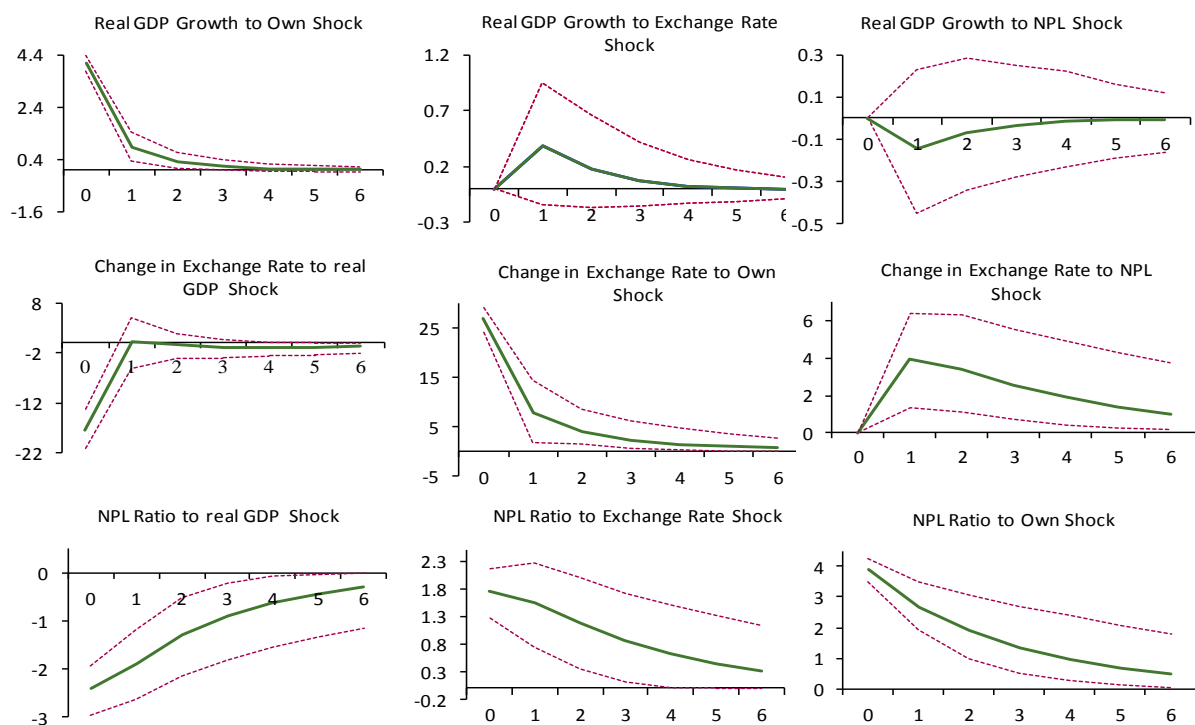 Real GDP Growth to Own Shock
4.4
2.4
0.4
-1.6
0 1 2 3 4 5 6
Real GDP Growth to Exchange Rate
Shock
1.2
0.7
0.2
-0.3
0 1 2 3 4 5 6
Real GDP Growth to NPL Shock
0.3
0.1
-0.1
-0.3
-0.5
0 1 2 3 4 5 6
Change in Exchange Rate to real
GDP Shock
8
-2
-12
-22
0 1 2 3 4 5 6
Change in Exchange Rate to Own
Shock
25
15
5
-5
0 1 2 3 4 5 6
Change in Exchange Rate to NPL
Shock
6
4
2
0
0 1 2 3 4 5 6
NPL Ratio to real GDP Shock
0
-1
-2
-3
0 1 2 3 4 5 6
NPL Ratio to Exchange Rate Shock
2.3
1.8
1.3
0.8
0.3
-0.2
0 1 2 3 4 5 6
NPL Ratio to Own Shock
4
3
2
1
0
0 1 2 3 4 5 6